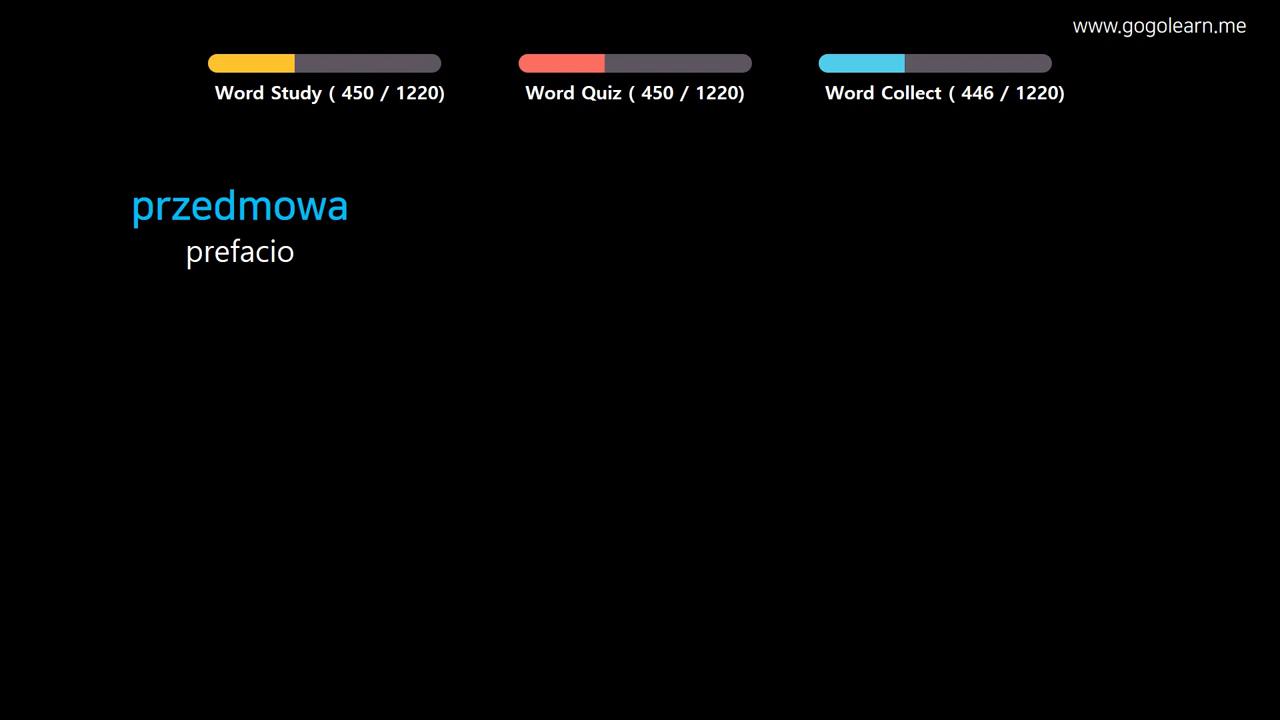 www.gogolearn.me
Word Study ( 450 / 1220)
Word Quiz ( 450 / 1220)
Word Collect ( 446 / 1220)
przedmowa
prefacio